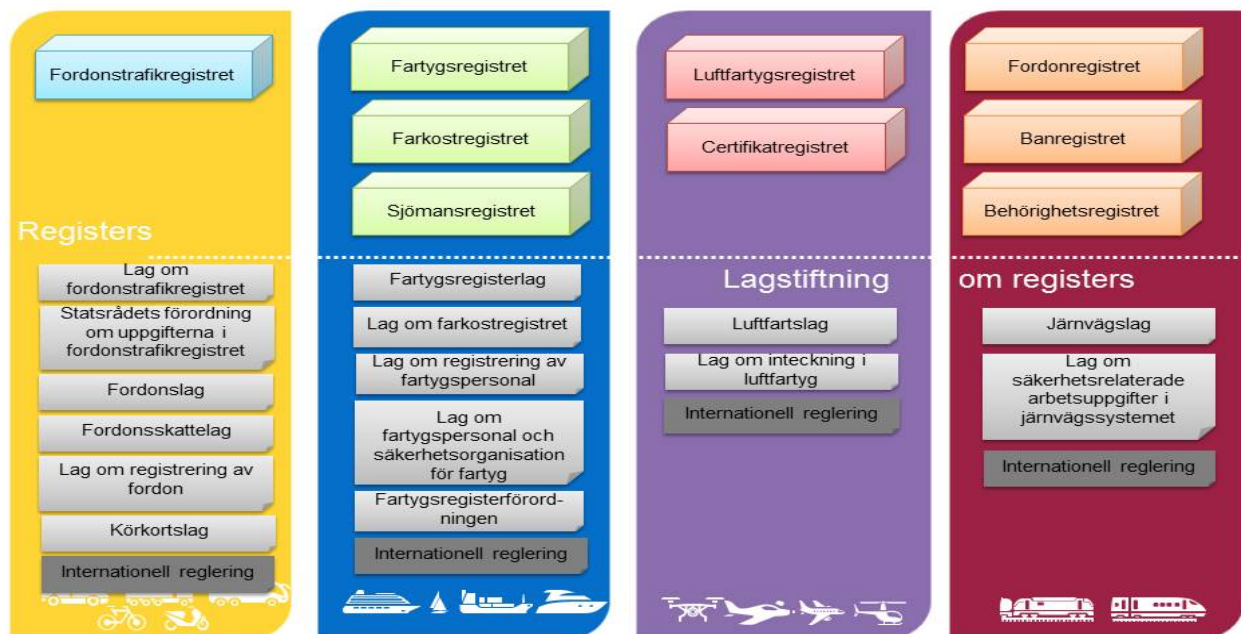 Fordonstrafikregistret
Registers
Lag om
fordonstrafikregistret
Statsrådets förordning
om uppgifterna i
fordonstrafikregistret
Fordonslag
Fordonsskattelag
Lag om registrering av
fordon
Körkortslag
Internationell reglering
Fartygsregistret
Farkostregistret
Sjömansregistret
Fartygsregisterlag
Lag om farkostregistret
Lag om registrering av
fartygspersonal
Lag om
fartygspersonal och
säkerhetsorganisation
för fartyg
Fartygsregisterförord-
ningen
Internationell reglering
Luftfartygsregistret
Certifikatregistret
Lagstiftning
Luftfartslag
Lag om inteckning i
luftfartyg
Internationell reglering
Fordonregistret
Banregistret
Behörighetsregistret
om registers
Järnvägslag
Lag om
säkerhetsrelaterade
arbetsuppgifter i
järnvägssystemet
Internationell reglering